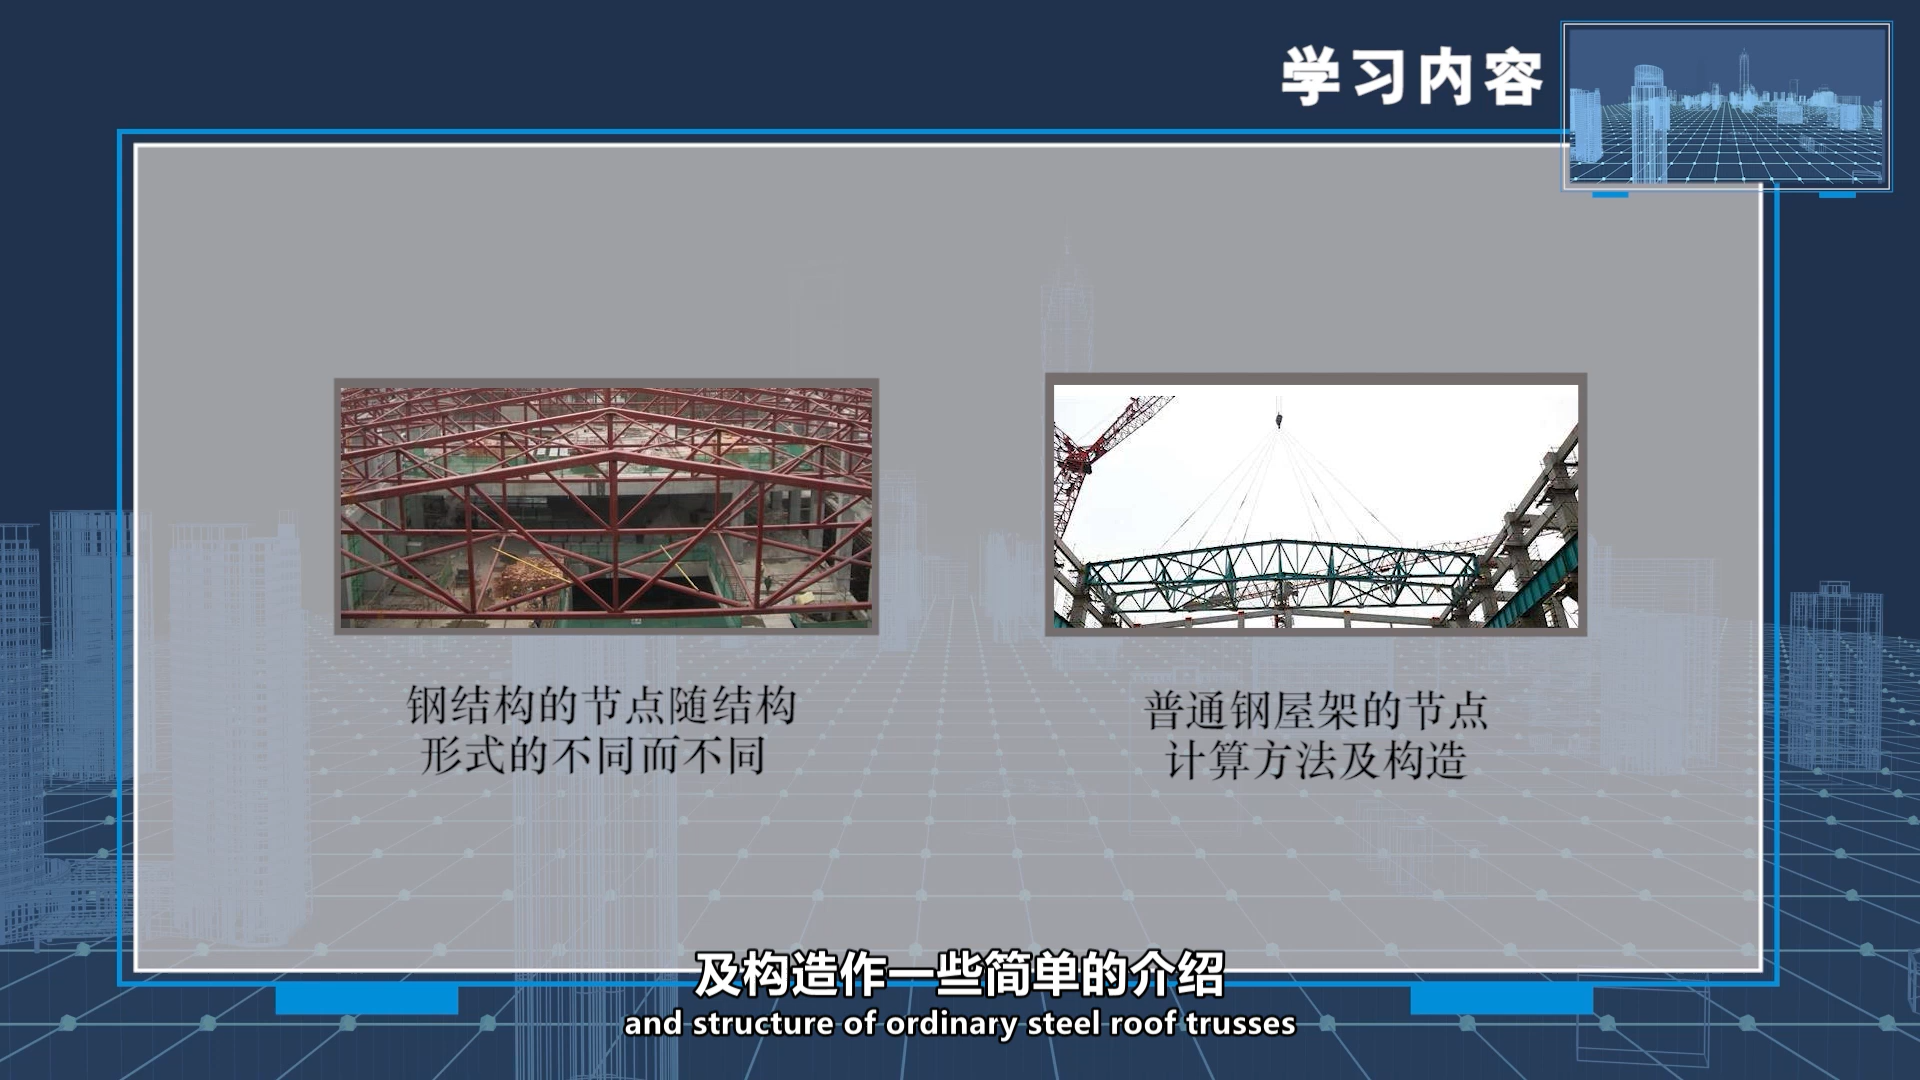 学习内容
钢结构的节点随结构
形式的不同而不同
普通钢屋架的节点
计算方法及构造
及构造作一些简单的介绍
and structure of ordinary steel roof trusses